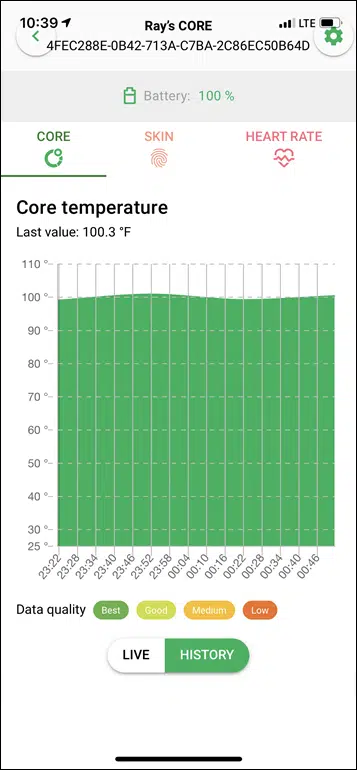 10:39 LTE
Ray's CORE
4FEC288E-0B42-713A-C7BA-2C86EC50B64D
Battery: 100 %
CORE SKIN HEART RATE
Core temperature
Last value: 100.3 °F
110 °
100 °
90 °
80 °
70 °
60 °
50 °
40 °
30 °
25 °
23:22 23:28 23:34 23:40 23:46 23:52 23:58 00:04 00:10 00:16 00:22 00:28 00:34 00:40 00:46
Data quality Best Good Medium Low
LIVE HISTORY